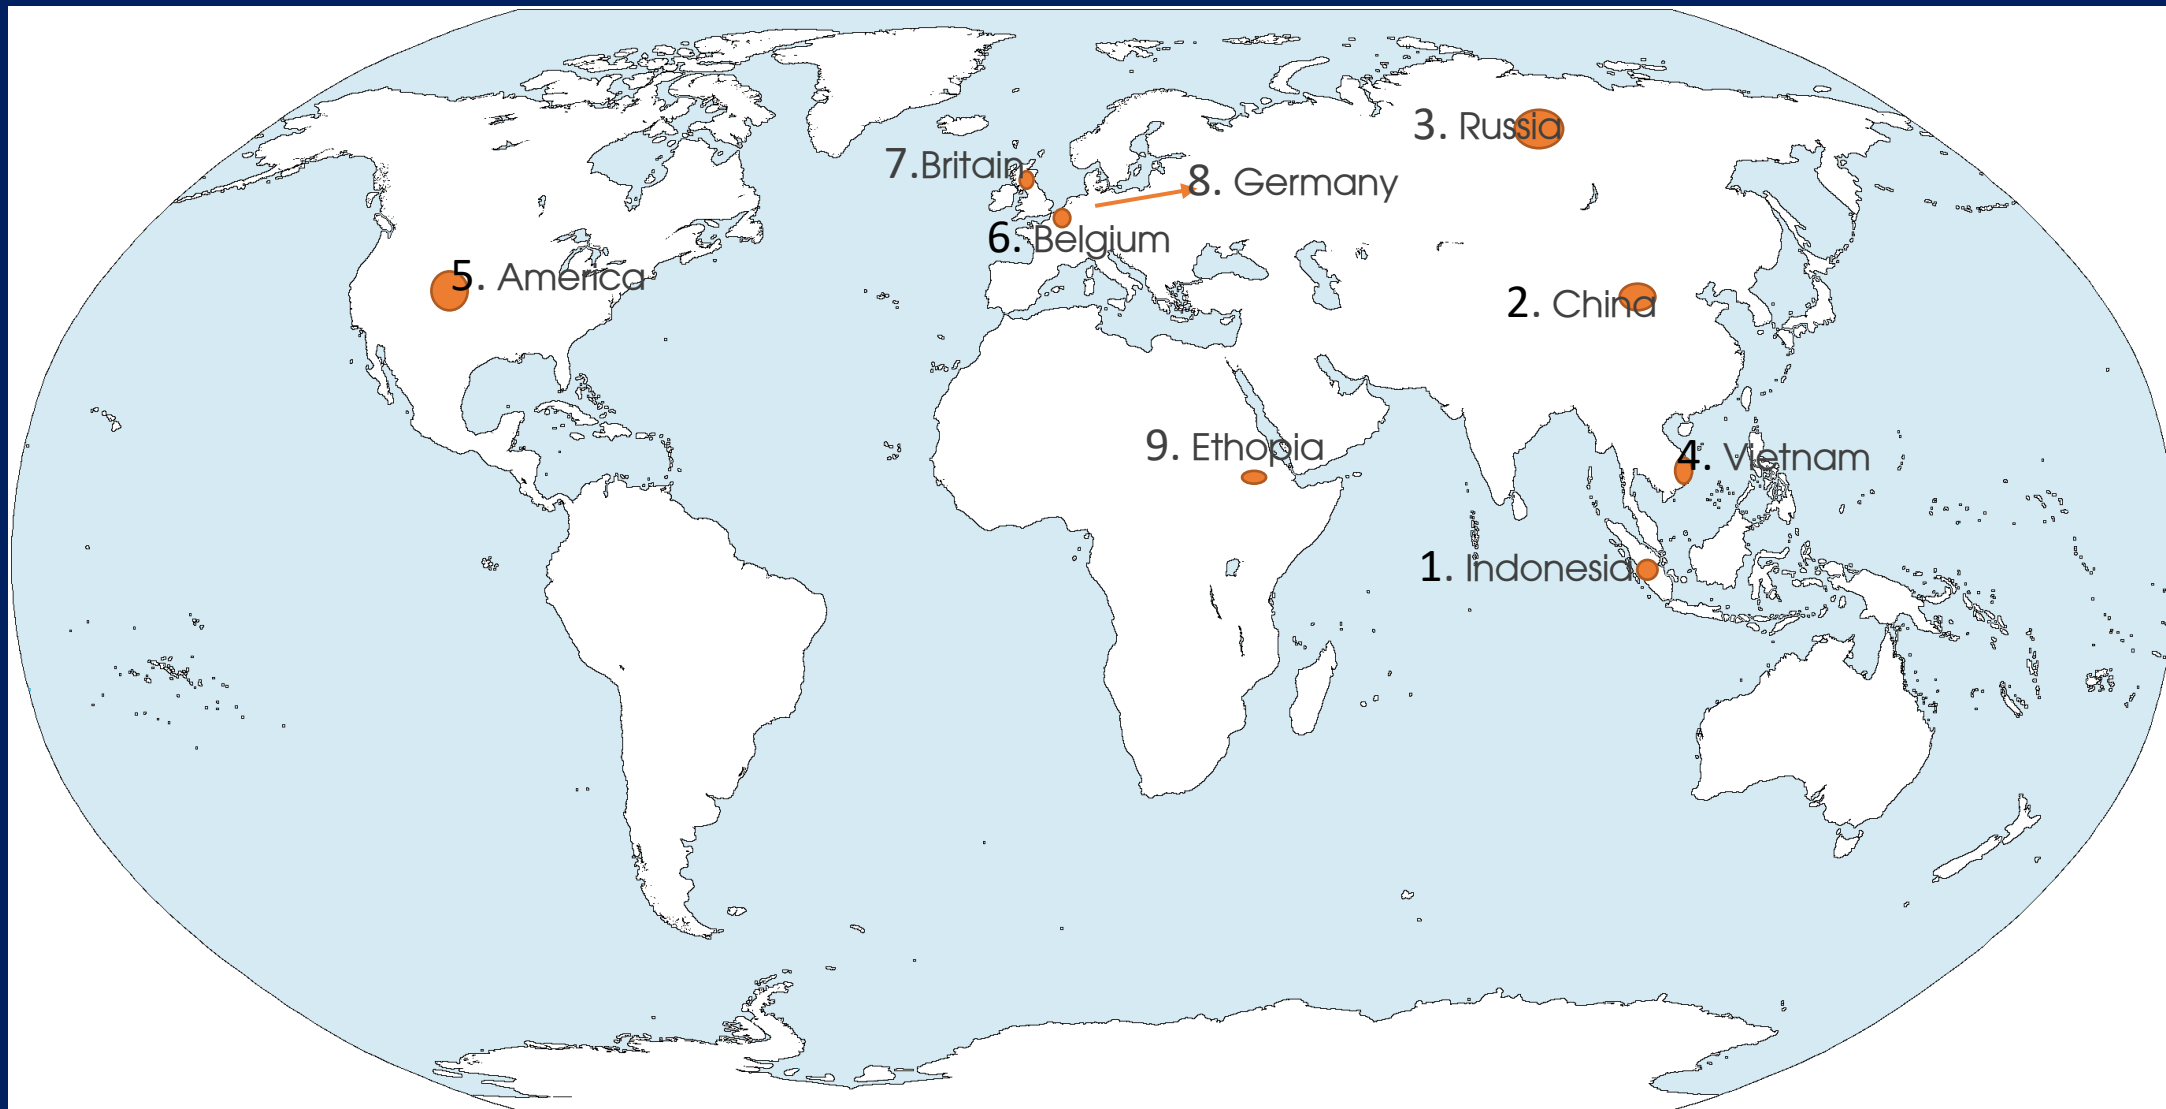 3. Russia
7.Britain
8. Germany
6. Belgium
5. America
2. China
9. Ethopia
4. Vietnam
1. Indonesia